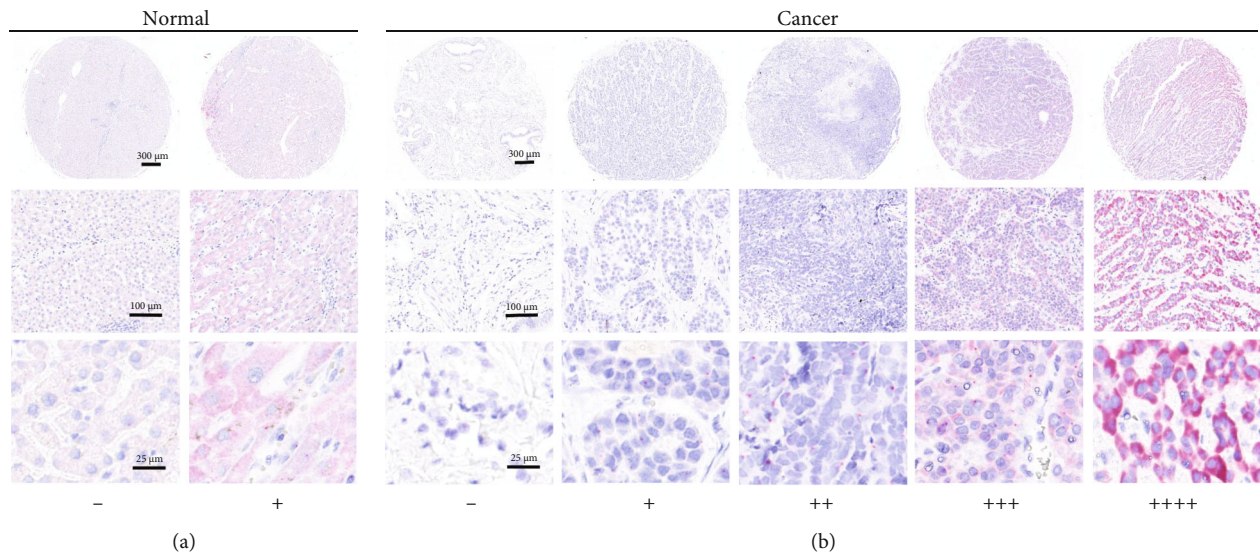 Normal
Cancer
300 µm
300 µm
100 µm
100 µm
25 µm
25 µm
− + − + ++ +++ ++++
(a) (b)